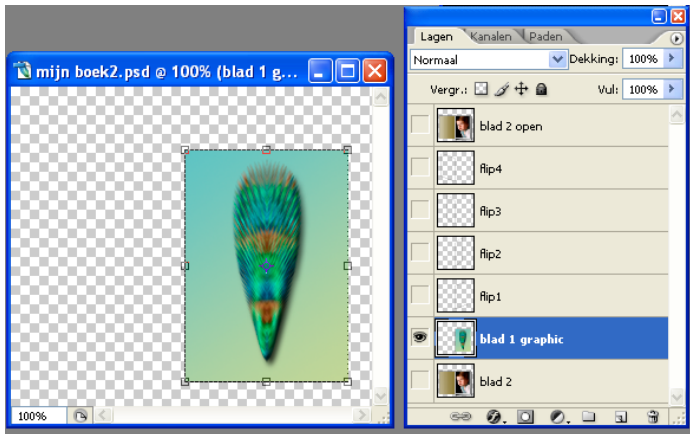 mijn boek2.psd @ 100% (blad 1 g...
100%
Lagen Kanalen Paden
Normaal Dekking: 100%
Vergr.: Vul: 100%
blad 2 open
flip4
flip3
flip2
flip1
blad 1 graphic
blad 2